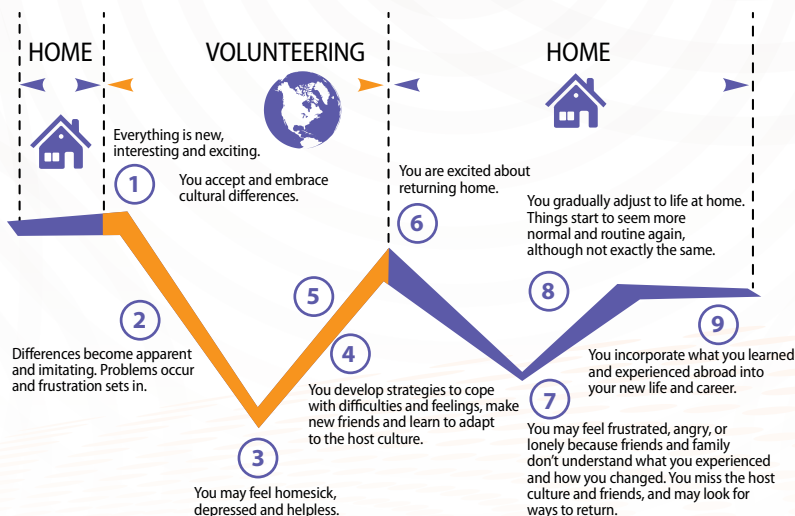 HOME
VOLUNTEERING
HOME
Everything is new,
interesting and exciting.
1
You accept and embrace
cultural differences.
You are excited about
returning home.
6
You gradually adjust to life at home.
Things start to seem more
normal and routine again,
although not exactly the same.
5
8
2
Differences become apparent
and imitating. Problems occur
and frustration sets in.
4
You develop strategies to cope
with difficulties and feelings, make
new friends and learn to adapt
to the host culture.
9
You incorporate what you learned
and experienced abroad into
your new life and career.
3
You may feel homesick,
depressed and helpless.
7
You may feel frustrated, angry, or
lonely because friends and family
don't understand what you experienced
and how you changed. You miss the host
culture and friends, and may look for
ways to return.